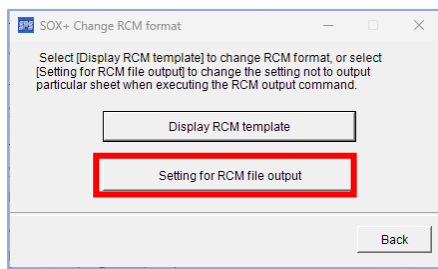 SPS SOX+ Change RCM format
Select [Display RCM template] to change RCM format, or select
[Setting for RCM file output] to change the setting not to output
particular sheet when executing the RCM output command.
Display RCM template
Setting for RCM file output
Back